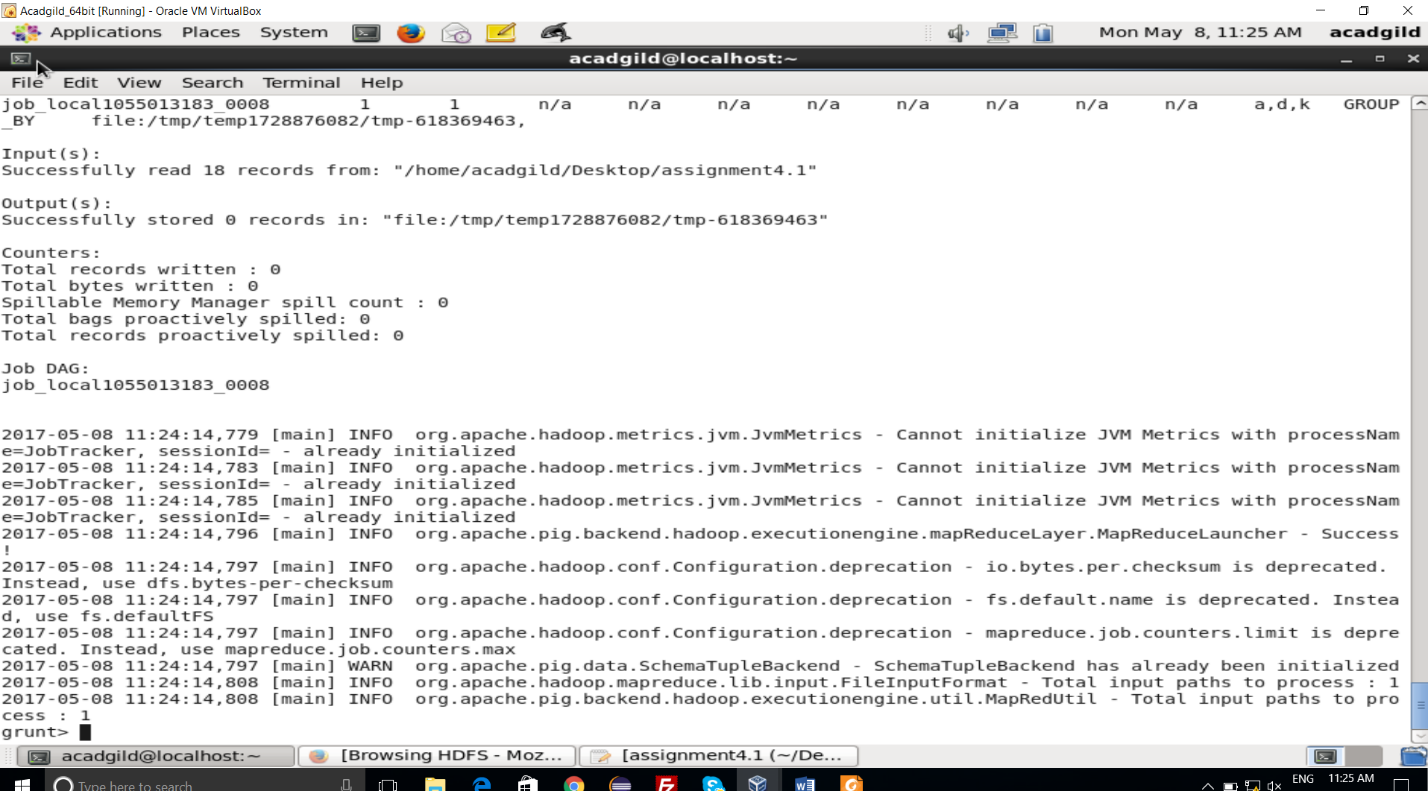 Acadgild_64bit [Running] - Oracle VM VirtualBox
Applications Places System Mon May 8, 11:25 AM acadgild
acadgild@localhost:~
File Edit View Search Terminal Help
job_local1055013183_0008 1 1 n/a n/a n/a n/a n/a n/a n/a n/a a,d,k GROUP
_BY file:/tmp/temp1728876082/tmp-618369463,
Input(s):
Successfully read 18 records from: "/home/acadgild/Desktop/assignment4.1"
Output(s):
Successfully stored 0 records in: "file:/tmp/temp1728876082/tmp-618369463"
Counters:
Total records written : 0
Total bytes written : 0
Spillable Memory Manager spill count : 0
Total bags proactively spilled: 0
Total records proactively spilled: 0
Job DAG:
job_local1055013183_0008
2017-05-08 11:24:14,779 [main] INFO org.apache.hadoop.metrics.jvm.JvmMetrics - Cannot initialize JVM Metrics with processNam
e=JobTracker, sessionId= - already initialized
2017-05-08 11:24:14,783 [main] INFO org.apache.hadoop.metrics.jvm.JvmMetrics - Cannot initialize JVM Metrics with processNam
e=JobTracker, sessionId= - already initialized
2017-05-08 11:24:14,785 [main] INFO org.apache.hadoop.metrics.jvm.JvmMetrics - Cannot initialize JVM Metrics with processNam
e=JobTracker, sessionId= - already initialized
2017-05-08 11:24:14,796 [main] INFO org.apache.pig.backend.hadoop.executionengine.mapReduceLayer.MapReduceLauncher - Success
!
2017-05-08 11:24:14,797 [main] INFO org.apache.hadoop.conf.Configuration.deprecation - io.bytes.per.checksum is deprecated.
Instead, use dfs.bytes-per-checksum
2017-05-08 11:24:14,797 [main] INFO org.apache.hadoop.conf.Configuration.deprecation - fs.default.name is deprecated. Instea
d, use fs.defaultFS
2017-05-08 11:24:14,797 [main] INFO org.apache.hadoop.conf.Configuration.deprecation - mapreduce.job.counters.limit is depre
cated. Instead, use mapreduce.job.counters.max
2017-05-08 11:24:14,797 [main] WARN org.apache.pig.data.SchemaTupleBackend - SchemaTupleBackend has already been initialized
2017-05-08 11:24:14,808 [main] INFO org.apache.hadoop.mapreduce.lib.input.FileInputFormat - Total input paths to process : 1
2017-05-08 11:24:14,808 [main] INFO org.apache.pig.backend.hadoop.executionengine.util.MapRedUtil - Total input paths to pro
cess : 1
grunt>
acadgild@localhost:~ [Browsing HDFS - Moz... [assignment4.1 (~/De...
Type here to search ENG 11:25 AM